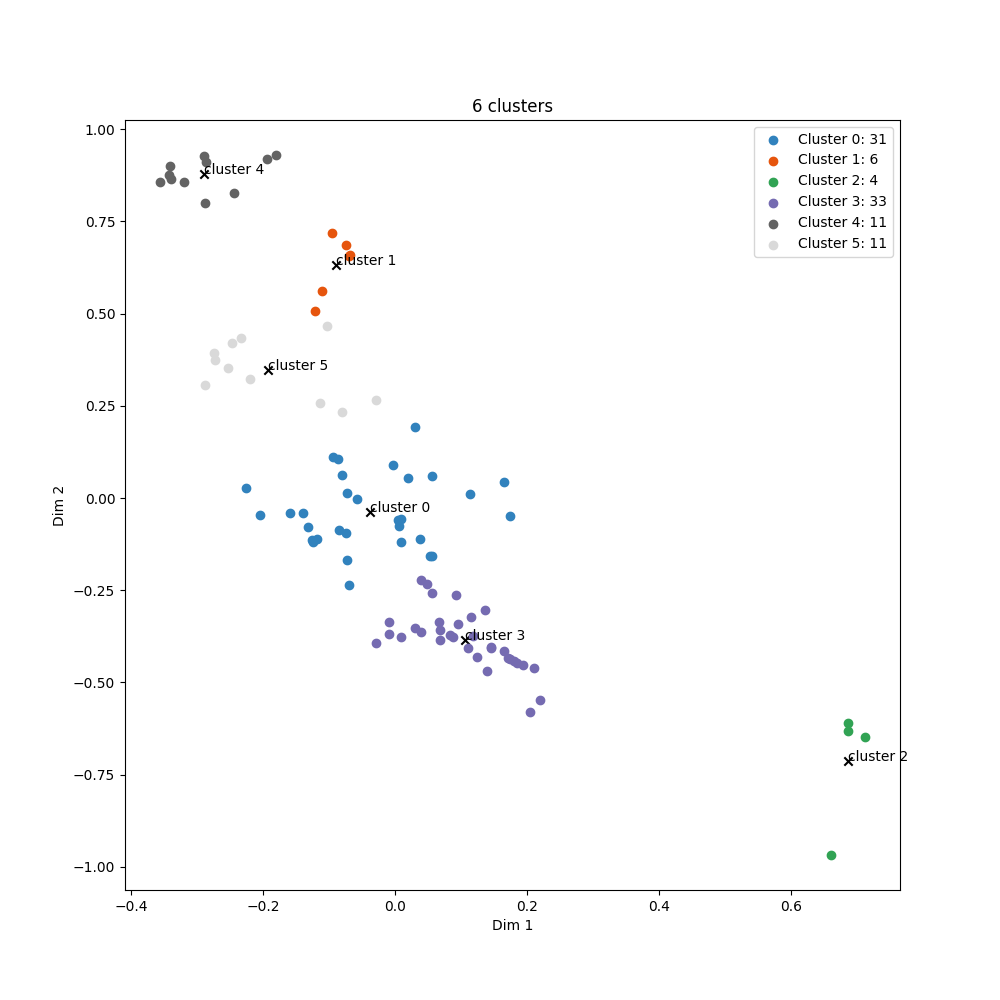 6 clusters
Cluster 0: 31
Cluster 1: 6
Cluster 2: 4
Cluster 3: 33
Cluster 4: 11
Cluster 5: 11
1.00
0.75
0.50
0.25
0.00
−0.25
−0.50
−0.75
−1.00
Dim 2
cluster 4
cluster 1
cluster 5
cluster 0
cluster 3
cluster 2
−0.4
−0.2
0.0
0.2
0.4
0.6
Dim 1